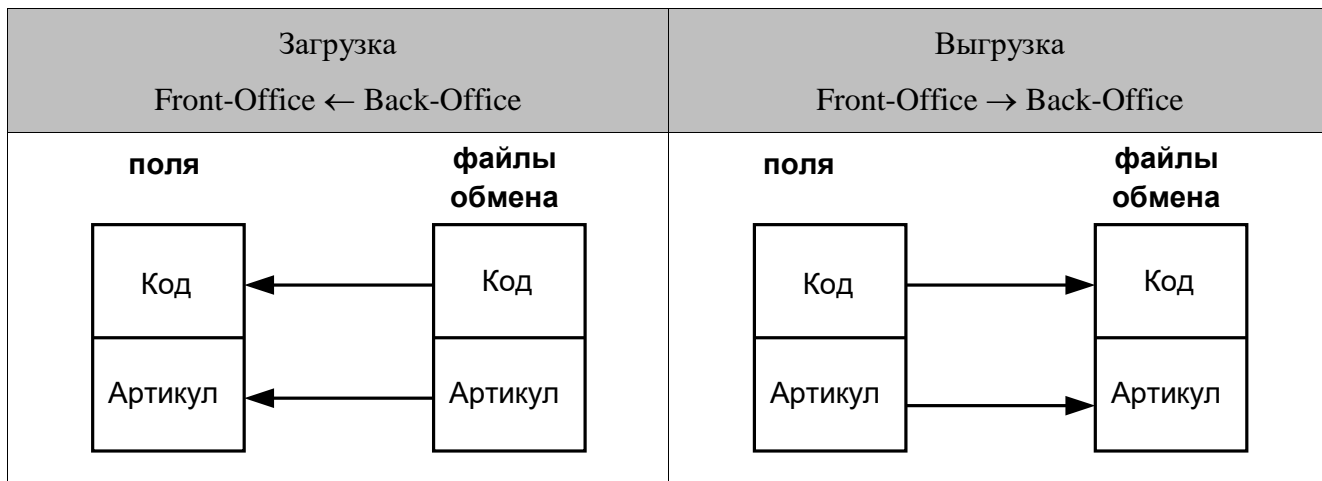 Загрузка
Front-Office ← Back-Office
Выгрузка
Front-Office → Back-Office
поля
файлы
обмена
Код
Код
Артикул
Артикул
поля
файлы
обмена
Код
Код
Артикул
Артикул